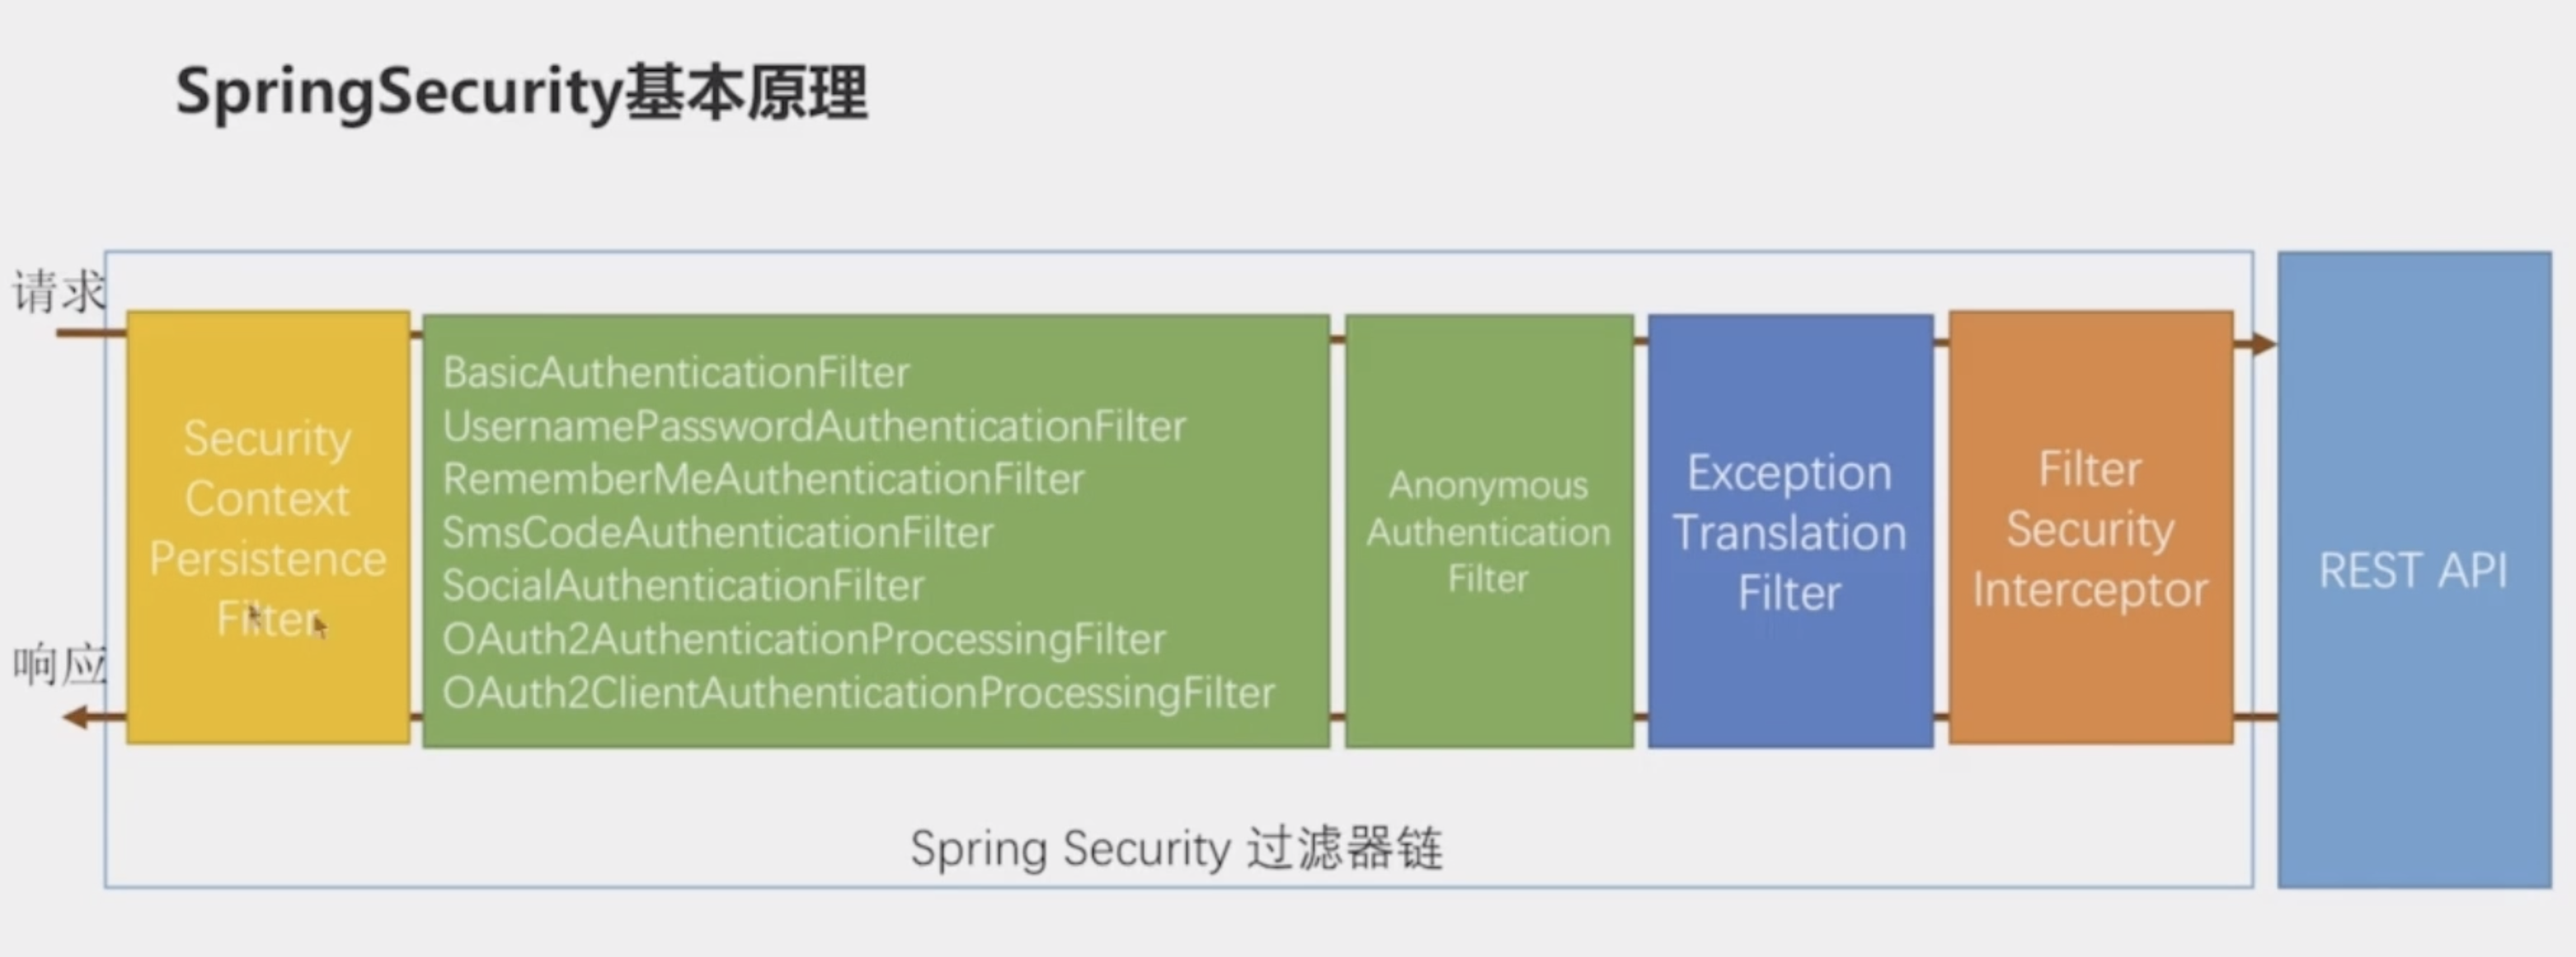 SpringSecurity基本原理
请求
Security
Context
Persistence
Filter
响应
BasicAuthenticationFilter
UsernamePasswordAuthenticationFilter
RememberMeAuthenticationFilter
SmsCodeAuthenticationFilter
SocialAuthenticationFilter
OAuth2AuthenticationProcessingFilter
OAuth2ClientAuthenticationProcessingFilter
Anonymous
Authentication
Filter
Exception
Translation
Filter
Filter
Security
Interceptor
REST API
Spring Security 过滤器链